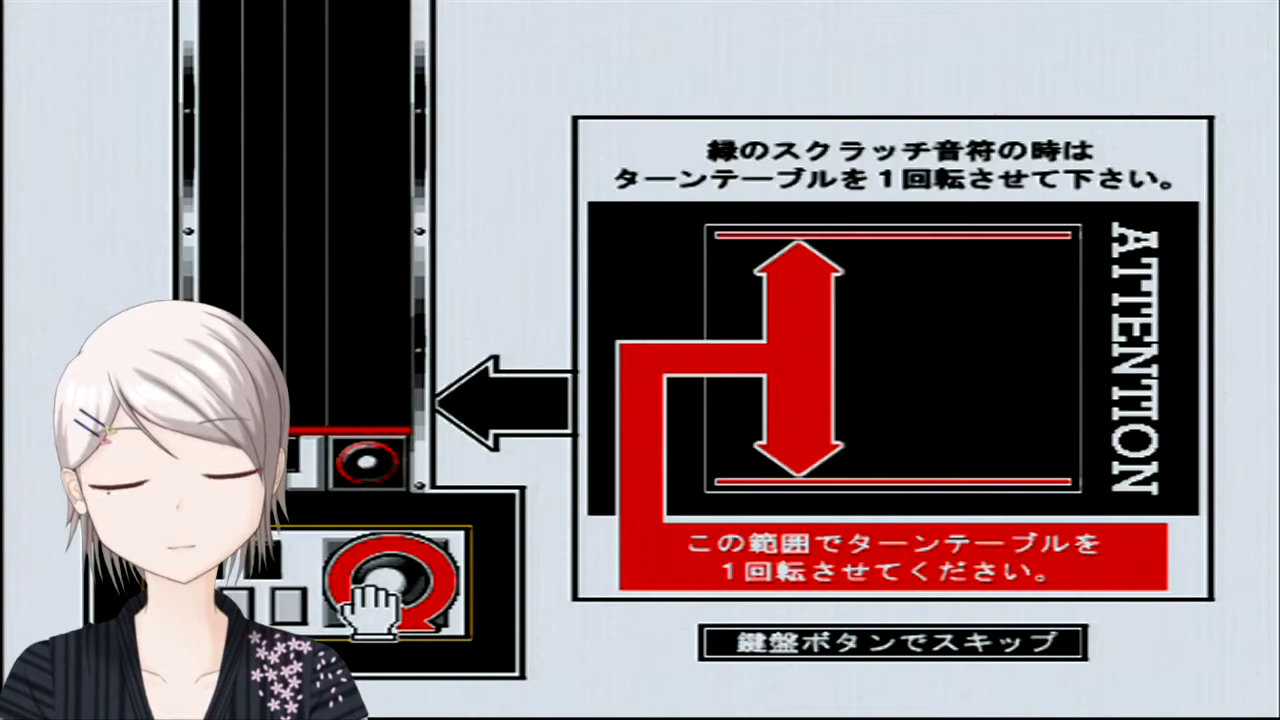 緑のスクラッチ音符の時は
ターンテーブルを１回転させて下さい。
ATTENTION
この範囲でターンテーブルを
１回転させてください。
鍵盤ボタンでスキップ